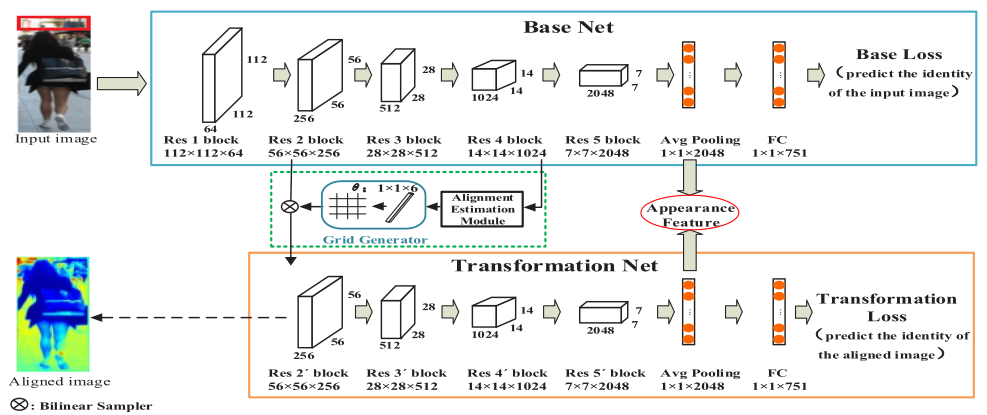 Base Net
112
112
64
56
56
256
28
28
512
14
14
1024
7
7
2048
Base Loss
(predict the identity
of the input image)
Input image
Res 1 block
112×112×64
Res 2 block
56×56×256
Res 3 block
28×28×512
Res 4 block
14×14×1024
Res 5 block
7×7×2048
Avg Pooling
1×1×2048
FC
1×1×751
θ: 1×1×6
Grid Generator
Alignment
Estimation
Module
Appearance
Feature
Transformation Net
56
56
256
28
28
512
14
14
1024
7
7
2048
Transformation
Loss
(predict the identity of
the aligned image)
Aligned image
Res 2´ block
56×56×256
Res 3´ block
28×28×512
Res 4´ block
14×14×1024
Res 5´ block
7×7×2048
Avg Pooling
1×1×2048
FC
1×1×751
⊗: Bilinear Sampler